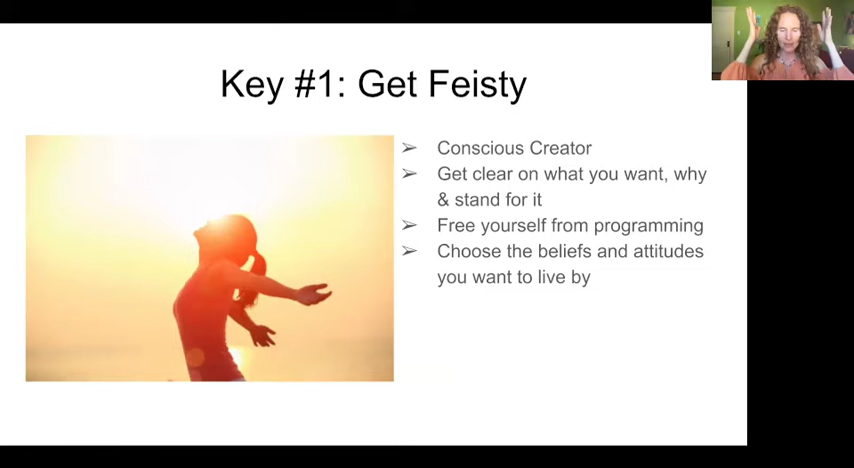 Key #1: Get Feisty
➢ Conscious Creator
➢ Get clear on what you want, why
& stand for it
➢ Free yourself from programming
➢ Choose the beliefs and attitudes
you want to live by